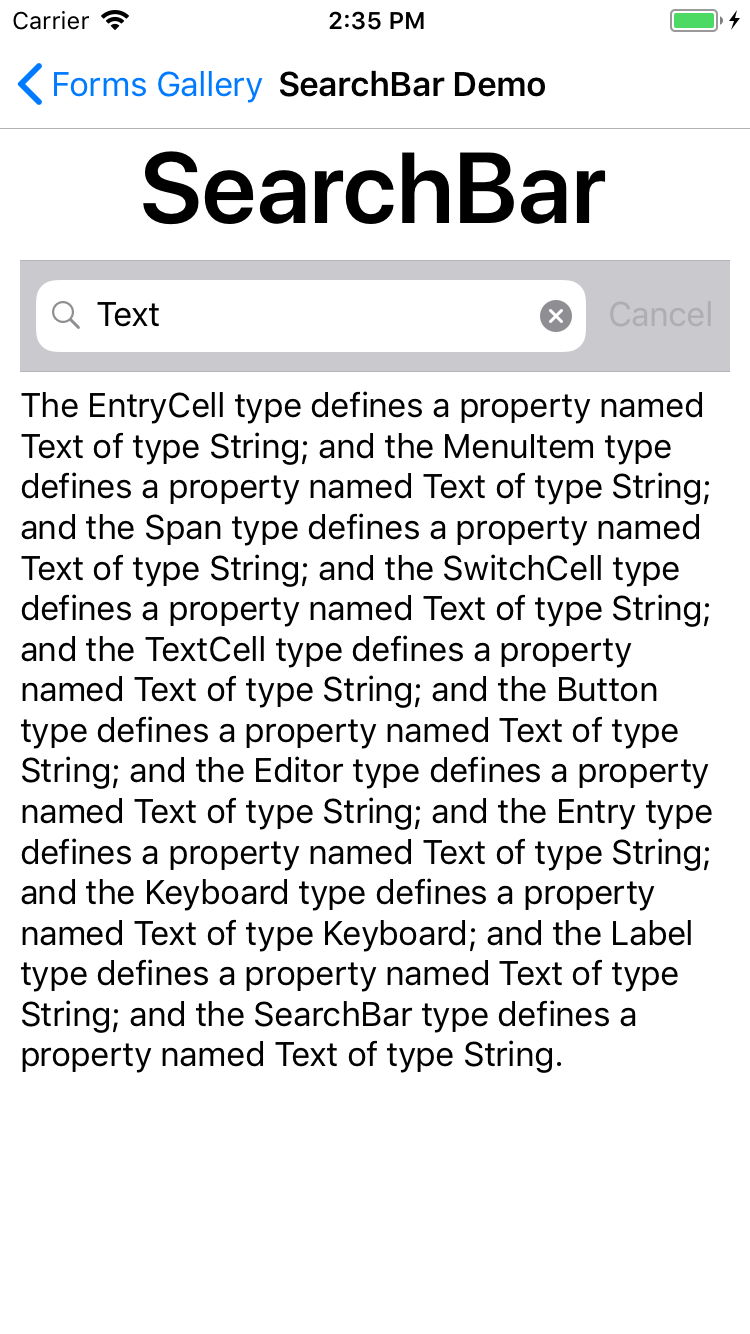 Carrier 2:35 PM
Forms Gallery SearchBar Demo
SearchBar
Text Cancel
The EntryCell type defines a property named
Text of type String; and the MenuItem type
defines a property named Text of type String;
and the Span type defines a property named
Text of type String; and the SwitchCell type
defines a property named Text of type String;
and the TextCell type defines a property
named Text of type String; and the Button
type defines a property named Text of type
String; and the Editor type defines a property
named Text of type String; and the Entry type
defines a property named Text of type String;
and the Keyboard type defines a property
named Text of type Keyboard; and the Label
type defines a property named Text of type
String; and the SearchBar type defines a
property named Text of type String.